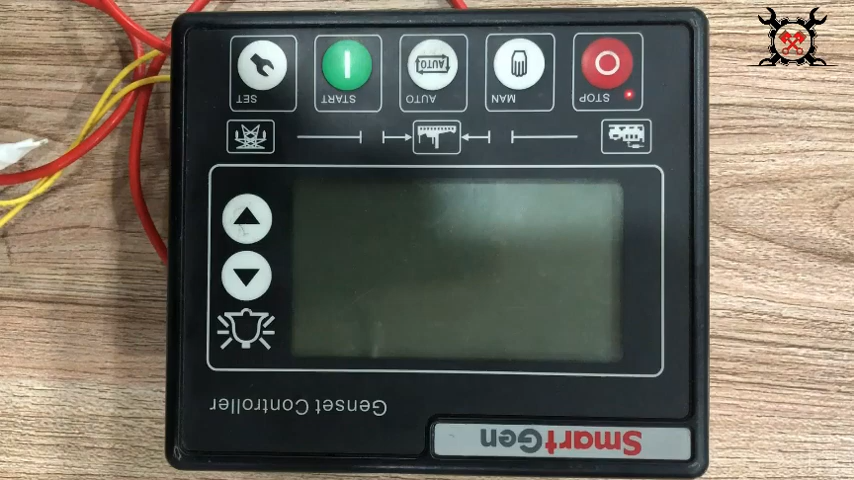 SmartGen
Genset Controller
STOP
MAN
AUTO
AUTO
START
SET